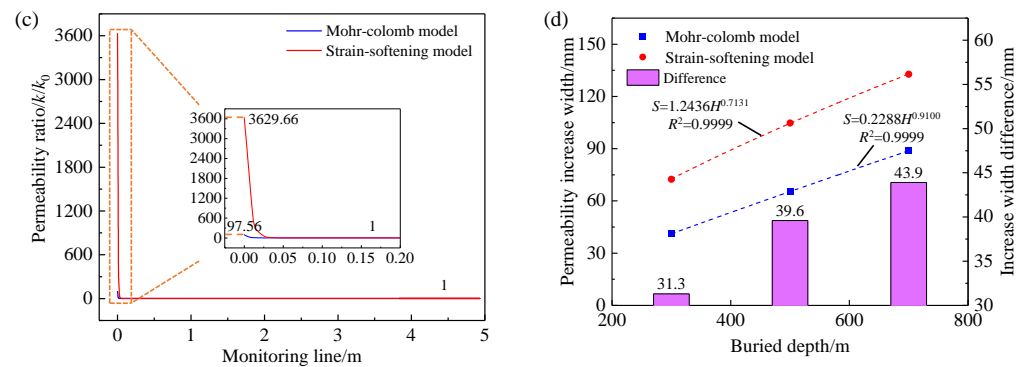 (c)
Mohr-colomb model
Strain-softening model
Permeability ratio/k/k0
3600
3000
2400
1800
1200
600
0
3600
3000
2400
1800
1200
600
0
3629.66
97.56
1
0.00 0.05 0.10 0.15 0.20
1
0 1 2 3 4 5
Monitoring line/m
(d)
Mohr-colomb model
Strain-softening model
Difference
Permeability increase width/mm
150
120
90
60
30
0
S=1.2436H^0.7131
R²=0.9999
S=0.2288H^0.9100
R²=0.9999
31.3
39.6
43.9
60
55
50
45
40
35
30
Increase width difference/mm
200 400 600 800
Buried depth/m